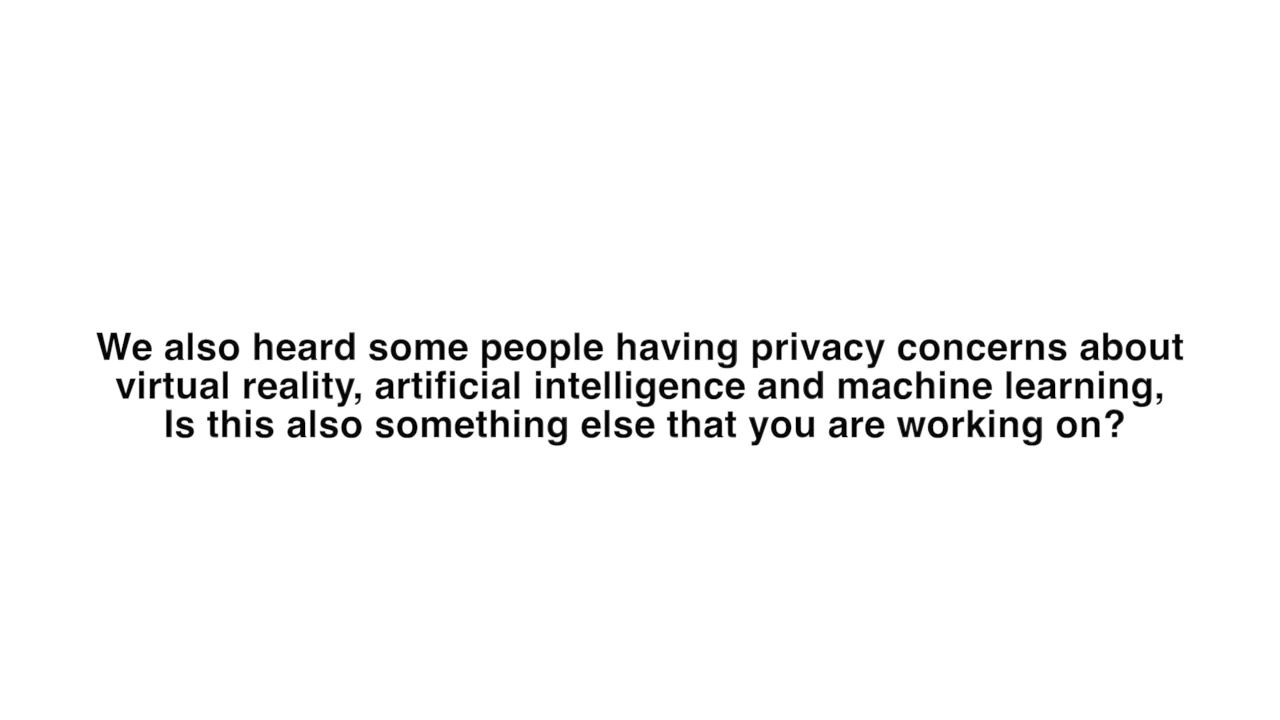 We also heard some people having privacy concerns about
virtual reality, artificial intelligence and machine learning,
Is this also something else that you are working on?